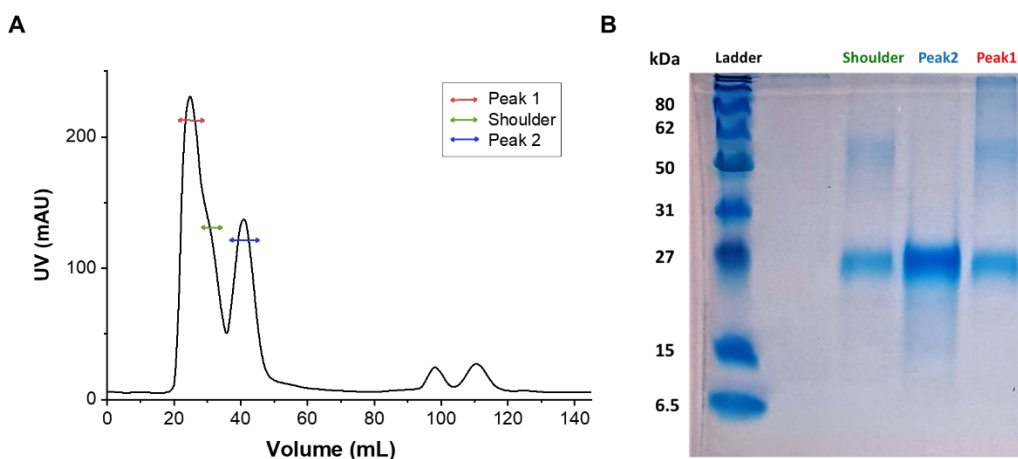 A
UV (mAU)
200
100
0
0 20 40 60 80 100 120 140
Volume (mL)
Peak 1
Shoulder
Peak 2
B
kDa Ladder Shoulder Peak2 Peak1
80
62
50
31
27
15
6.5